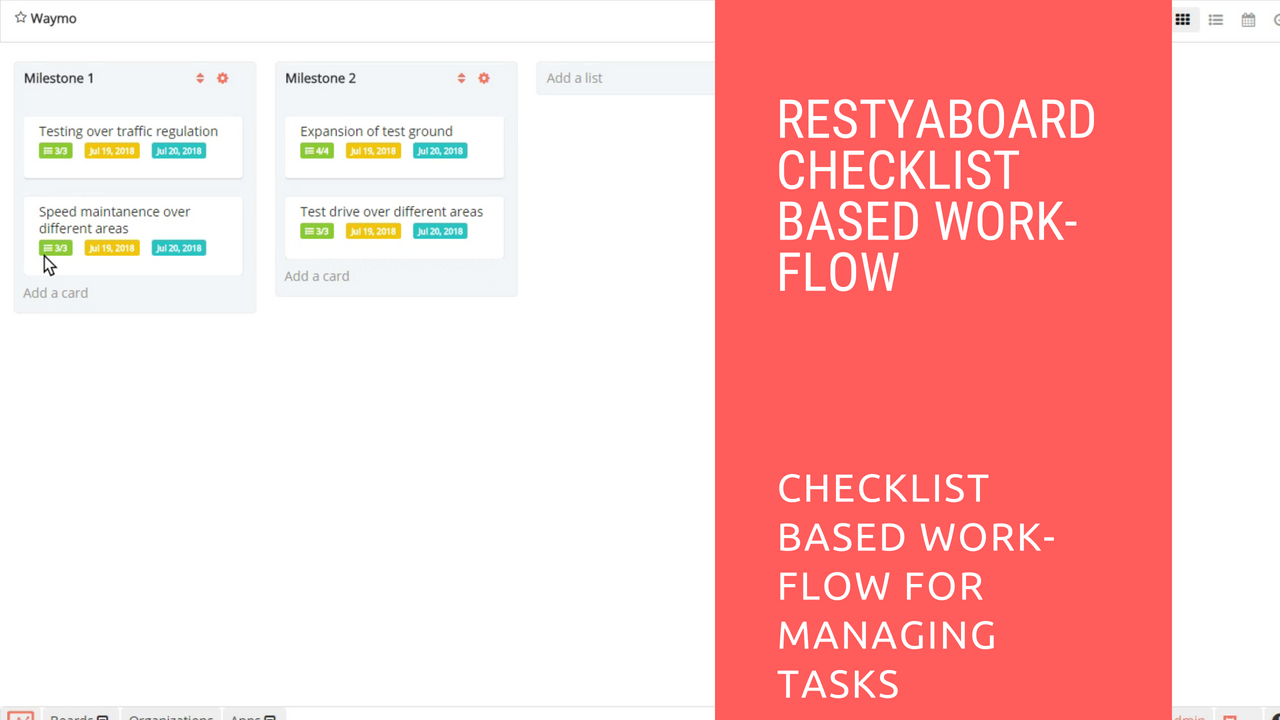 Waymo
Milestone 1
Testing over traffic regulation
3/3 Jul 19, 2018 Jul 20, 2018
Speed maintanence over
different areas
3/3 Jul 19, 2018 Jul 20, 2018
Add a card
Milestone 2
Expansion of test ground
4/4 Jul 19, 2018 Jul 20, 2018
Test drive over different areas
3/3 Jul 19, 2018 Jul 20, 2018
Add a card
Add a list
RESTYABOARD
CHECKLIST
BASED WORK-
FLOW
CHECKLIST
BASED WORK-
FLOW FOR
MANAGING
TASKS
Boards Organizations Apps